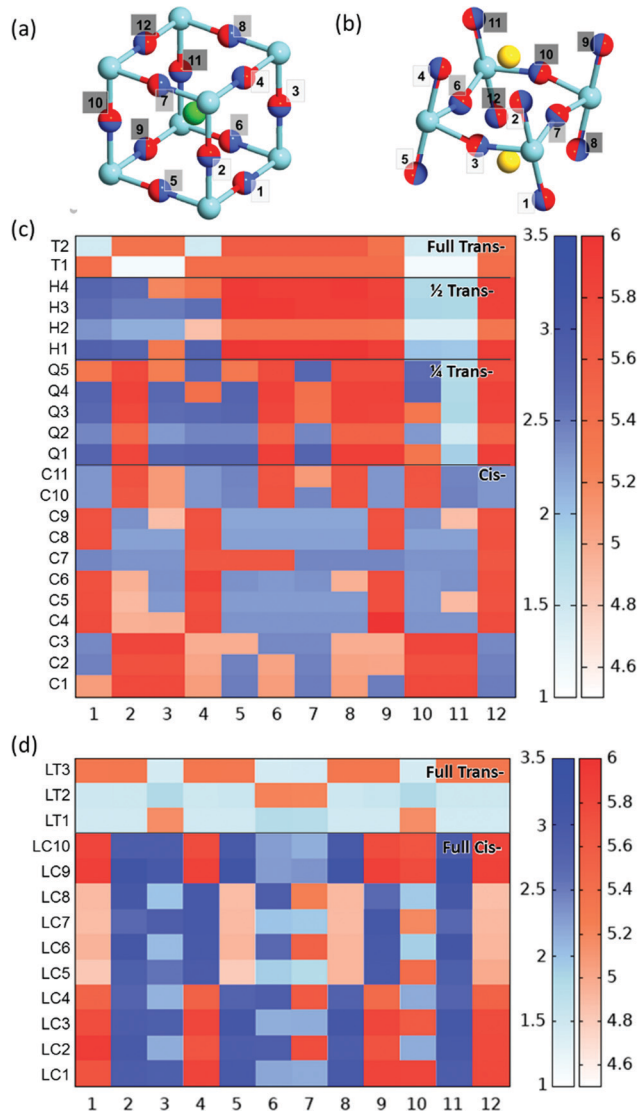 (a)
12
8
11
4
3
7
10
9
6
2
5
1
(b)
11
9
10
4
6
12
2
7
8
3
5
1
(c)
T2 Full Trans-
T1
H4 ½ Trans-
H3
H2
H1
Q5 ¼ Trans-
Q4
Q3
Q2
Q1
C11 Cis-
C10
C9
C8
C7
C6
C5
C4
C3
C2
C1
1 2 3 4 5 6 7 8 9 10 11 12
3.5
3
2.5
2
1.5
1
6
5.8
5.6
5.4
5.2
5
4.8
4.6
(d)
LT3 Full Trans-
LT2
LT1
LC10 Full Cis-
LC9
LC8
LC7
LC6
LC5
LC4
LC3
LC2
LC1
1 2 3 4 5 6 7 8 9 10 11 12
3.5
3
2.5
2
1.5
1
6
5.8
5.6
5.4
5.2
5
4.8
4.6